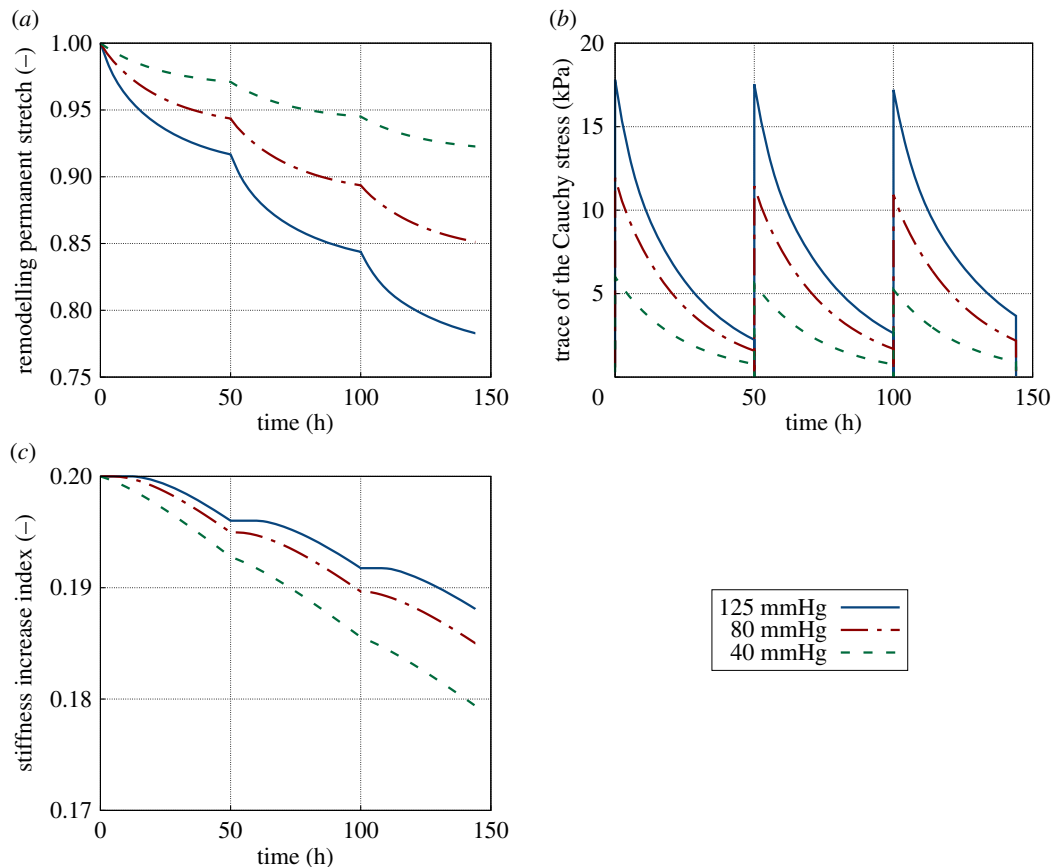 (a)
remodelling permanent stretch (–)
1.00
0.95
0.90
0.85
0.80
0.75
0 50 100 150
time (h)
(b)
trace of the Cauchy stress (kPa)
20
15
10
5
0 50 100 150
time (h)
(c)
stiffness increase index (–)
0.20
0.19
0.18
0.17
0 50 100 150
time (h)
125 mmHg
80 mmHg
40 mmHg